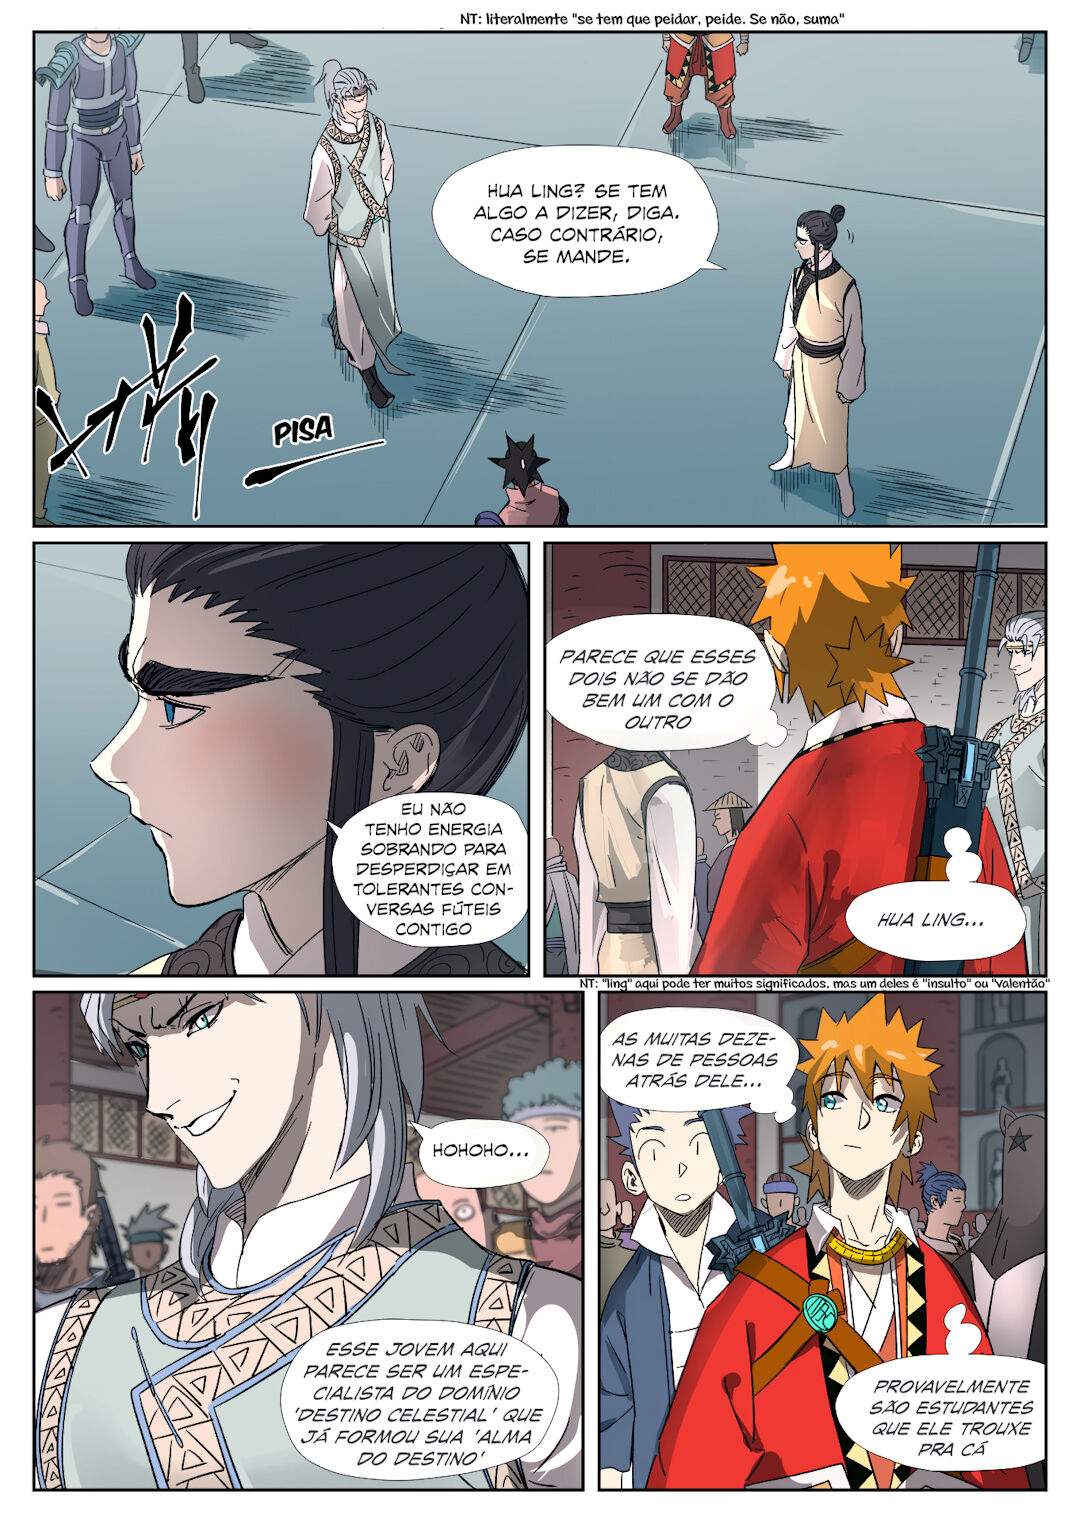 NT: literalmente "se tem que peidar, peide. Se não, suma"
HUA LING? SE TEM
ALGO A DIZER, DIGA.
CASO CONTRÁRIO,
SE MANDE.
PISA
EU NÃO
TENHO ENERGIA
SOBRANDO PARA
DESPERDIÇAR EM
TOLERANTES CON-
VERSAS FÚTEIS
CONTIGO
PARECE QUE ESSES
DOIS NÃO SE DÃO
BEM UM COM O
OUTRO
HUA LING...
NT: "ling" aqui pode ter muitos significados, mas um deles é "insulto" ou "Valentão"
HOHOHO...
ESSE JOVEM AQUI
PARECE SER UM ESPE-
CIALISTA DO DOMÍNIO
'DESTINO CELESTIAL' QUE
JÁ FORMOU SUA 'ALMA
DO DESTINO'
AS MUITAS DEZE-
NAS DE PESSOAS
ATRÁS DELE...
PROVAVELMENTE
SÃO ESTUDANTES
QUE ELE TROUXE
PRA CÁ